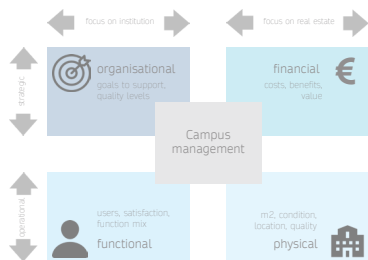 focus on institution
focus on real estate
strategic
organisational
goals to support,
quality levels
financial
costs, benefits,
value
€
Campus
management
operational
users, satisfaction,
function mix
functional
m2, condition,
location, quality
physical